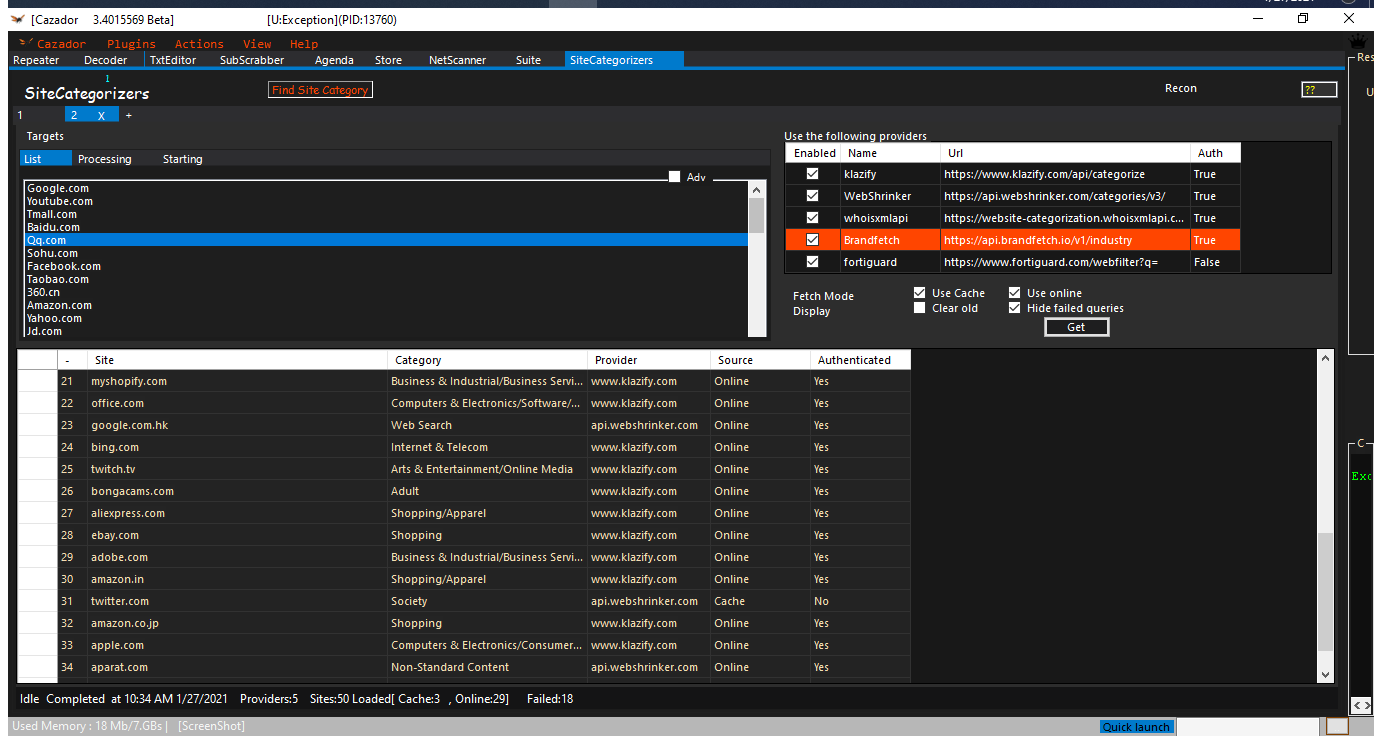 [Cazador 3.4015569 Beta] [U:Exception](PID:13760)
Cazador Plugins Actions View Help
Repeater Decoder TxtEditor SubScrabber Agenda Store NetScanner Suite SiteCategorizers
Res
1
SiteCategorizers Find Site Category Recon ??
U
1 2 X +
Targets
List Processing Starting
Adv
Google.com
Youtube.com
Tmall.com
Baidu.com
Qq.com
Sohu.com
Facebook.com
Taobao.com
360.cn
Amazon.com
Yahoo.com
Jd.com
Use the following providers
Enabled Name Url Auth
klazify https://www.klazify.com/api/categorize True
WebShrinker https://api.webshrinker.com/categories/v3/ True
whoisxmlapi https://website-categorization.whoisxmlapi.c... True
Brandfetch https://api.brandfetch.io/v1/industry True
fortiguard https://www.fortiguard.com/webfilter?q= False
Fetch Mode Use Cache Use online
Display Clear old Hide failed queries
Get
- Site Category Provider Source Authenticated
21 myshopify.com Business & Industrial/Business Servi... www.klazify.com Online Yes
22 office.com Computers & Electronics/Software/... www.klazify.com Online Yes
23 google.com.hk Web Search api.webshrinker.com Online Yes
24 bing.com Internet & Telecom www.klazify.com Online Yes
25 twitch.tv Arts & Entertainment/Online Media www.klazify.com Online Yes
26 bongacams.com Adult www.klazify.com Online Yes
27 aliexpress.com Shopping/Apparel www.klazify.com Online Yes
28 ebay.com Shopping www.klazify.com Online Yes
29 adobe.com Business & Industrial/Business Servi... www.klazify.com Online Yes
30 amazon.in Shopping/Apparel www.klazify.com Online Yes
31 twitter.com Society api.webshrinker.com Cache No
32 amazon.co.jp Shopping www.klazify.com Online Yes
33 apple.com Computers & Electronics/Consumer... www.klazify.com Online Yes
34 aparat.com Non-Standard Content api.webshrinker.com Online Yes
C
Exc
Idle Completed at 10:34 AM 1/27/2021 Providers:5 Sites:50 Loaded[ Cache:3 , Online:29] Failed:18
Used Memory : 18 Mb/7.GBs | [ScreenShot] Quick launch